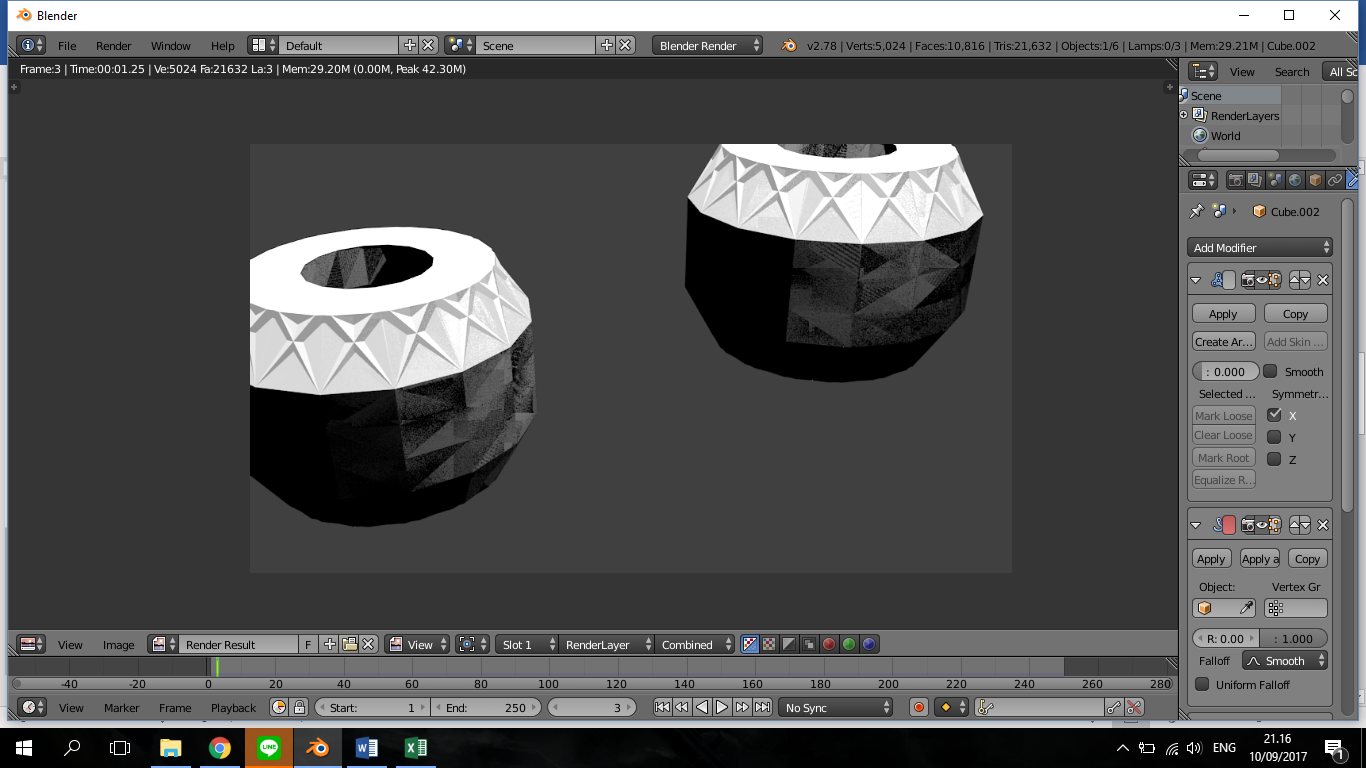 Blender
File Render Window Help Default Scene Blender Render v2.78 | Verts:5,024 | Faces:10,816 | Tris:21,632 | Objects:1/6 | Lamps:0/3 | Mem:29.21M | Cube.002
Frame:3 | Time:00:01.25 | Ve:5024 Fa:21632 La:3 | Mem:29.20M (0.00M, Peak 42.30M)
View Search All Sc
Scene
RenderLayers
World
Cube.002
Add Modifier
Apply Copy
Create Ar... Add Skin ...
: 0.000 Smooth
Selected ... Symmetr...
Mark Loose X
Clear Loose Y
Mark Root Z
Equalize R...
Apply Apply a Copy
Object: Vertex Gr
R: 0.00 : 1.000
Falloff Smooth
Uniform Falloff
View Image Render Result F View Slot 1 RenderLayer Combined
-40 -20 0 20 40 60 80 100 120 140 160 180 200 220 240 260 280
View Marker Frame Playback Start: 1 End: 250 3 No Sync
LINE ENG 21.16
10/09/2017 1